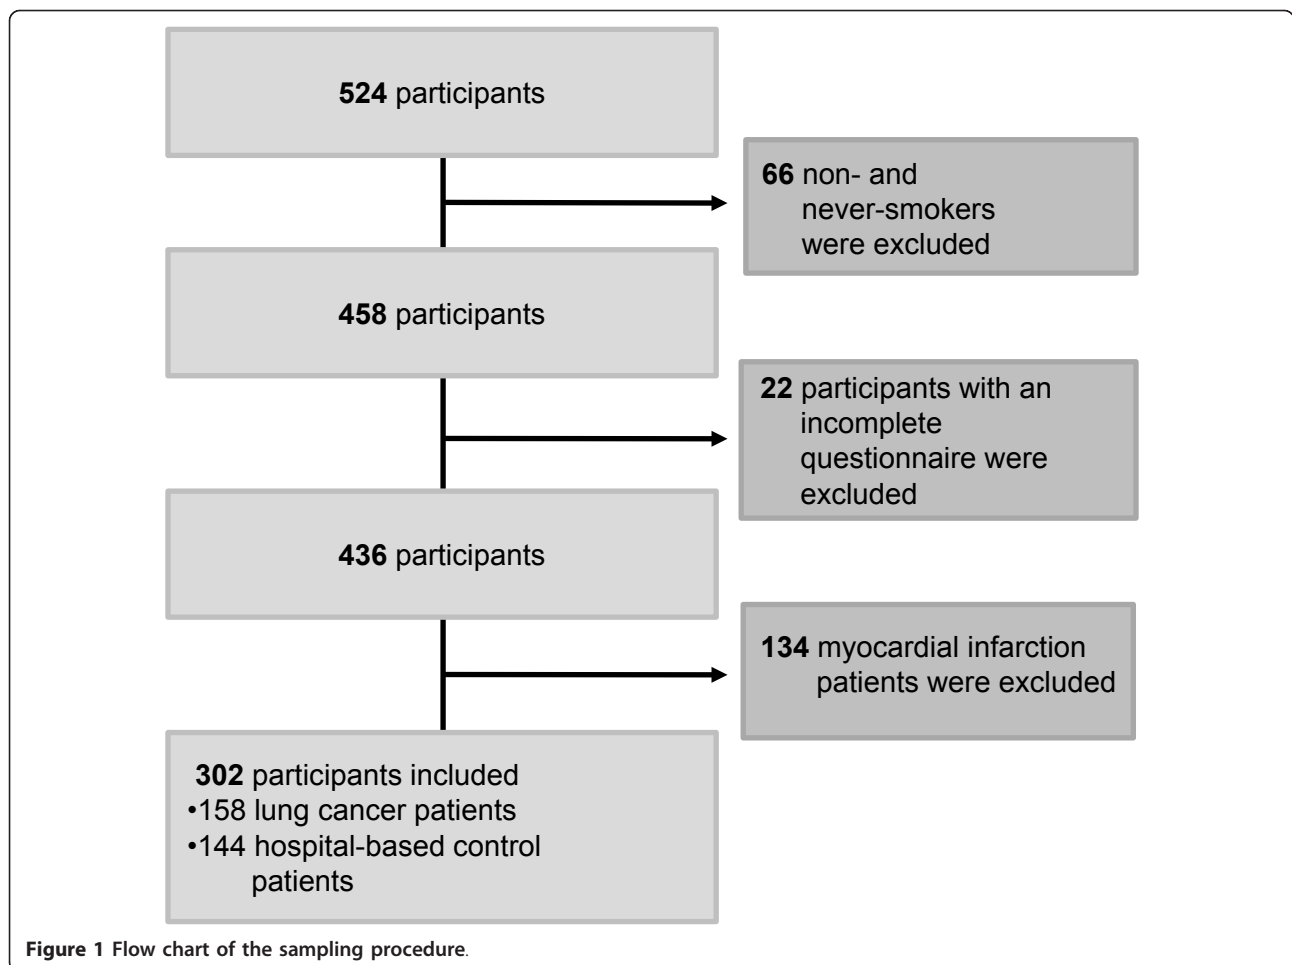 524 participants
66 non- and
never-smokers
were excluded
458 participants
22 participants with an
incomplete
questionnaire were
excluded
436 participants
134 myocardial infarction
patients were excluded
302 participants included
•158 lung cancer patients
•144 hospital-based control
patients
Figure 1 Flow chart of the sampling procedure.